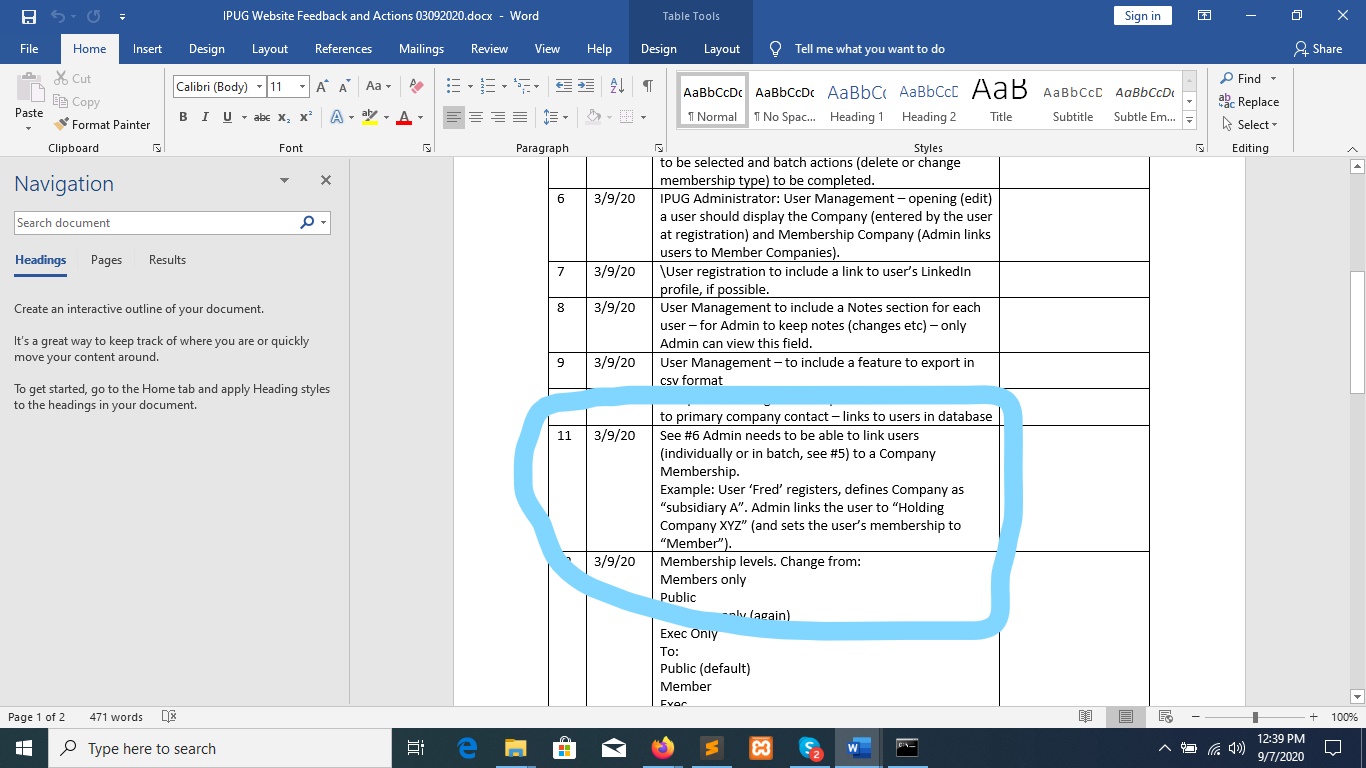 IPUG Website Feedback and Actions 03092020.docx - Word
Table Tools
Sign in
File Home Insert Design Layout References Mailings Review View Help Design Layout Tell me what you want to do Share
Paste
Cut
Copy
Format Painter
Clipboard
Calibri (Body) 11
Font
Paragraph
AaBbCcDc AaBbCcDc AaBbCc AaBbCcD AaB AaBbCcD AaBbCcDc
¶ Normal ¶ No Spac... Heading 1 Heading 2 Title Subtitle Subtle Em...
Styles
Find
Replace
Select
Editing
Navigation
Search document
Headings Pages Results
Create an interactive outline of your document.
It's a great way to keep track of where you are or quickly
move your content around.
To get started, go to the Home tab and apply Heading styles
to the headings in your document.
to be selected and batch actions (delete or change
membership type) to be completed.
6 3/9/20 IPUG Administrator: User Management – opening (edit)
a user should display the Company (entered by the user
at registration) and Membership Company (Admin links
users to Member Companies).
7 3/9/20 \User registration to include a link to user's LinkedIn
profile, if possible.
8 3/9/20 User Management to include a Notes section for each
user – for Admin to keep notes (changes etc) – only
Admin can view this field.
9 3/9/20 User Management – to include a feature to export in
csv format
to primary company contact – links to users in database
11 3/9/20 See #6 Admin needs to be able to link users
(individually or in batch, see #5) to a Company
Membership.
Example: User ‘Fred’ registers, defines Company as
“subsidiary A”. Admin links the user to “Holding
Company XYZ” (and sets the user’s membership to
“Member”).
3/9/20 Membership levels. Change from:
Members only
Public
only (again)
Exec Only
To:
Public (default)
Member
Exec
Page 1 of 2 471 words 100%
Type here to search
2
12:39 PM
9/7/2020